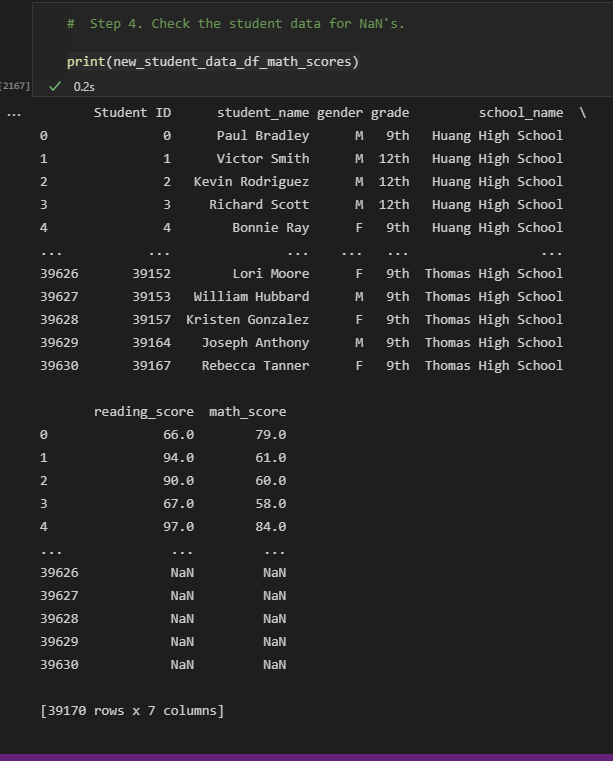 #  Step 4. Check the student data for NaN's.
print(new_student_data_df_math_scores)
[2167] ✓ 0.2s
... Student ID student_name gender grade school_name \
0 0 Paul Bradley M 9th Huang High School
1 1 Victor Smith M 12th Huang High School
2 2 Kevin Rodriguez M 12th Huang High School
3 3 Richard Scott M 12th Huang High School
4 4 Bonnie Ray F 9th Huang High School
... ... ... ... ... ...
39626 39152 Lori Moore F 9th Thomas High School
39627 39153 William Hubbard M 9th Thomas High School
39628 39157 Kristen Gonzalez F 9th Thomas High School
39629 39164 Joseph Anthony M 9th Thomas High School
39630 39167 Rebecca Tanner F 9th Thomas High School
reading_score math_score
0 66.0 79.0
1 94.0 61.0
2 90.0 60.0
3 67.0 58.0
4 97.0 84.0
... ... ...
39626 NaN NaN
39627 NaN NaN
39628 NaN NaN
39629 NaN NaN
39630 NaN NaN
[39170 rows x 7 columns]